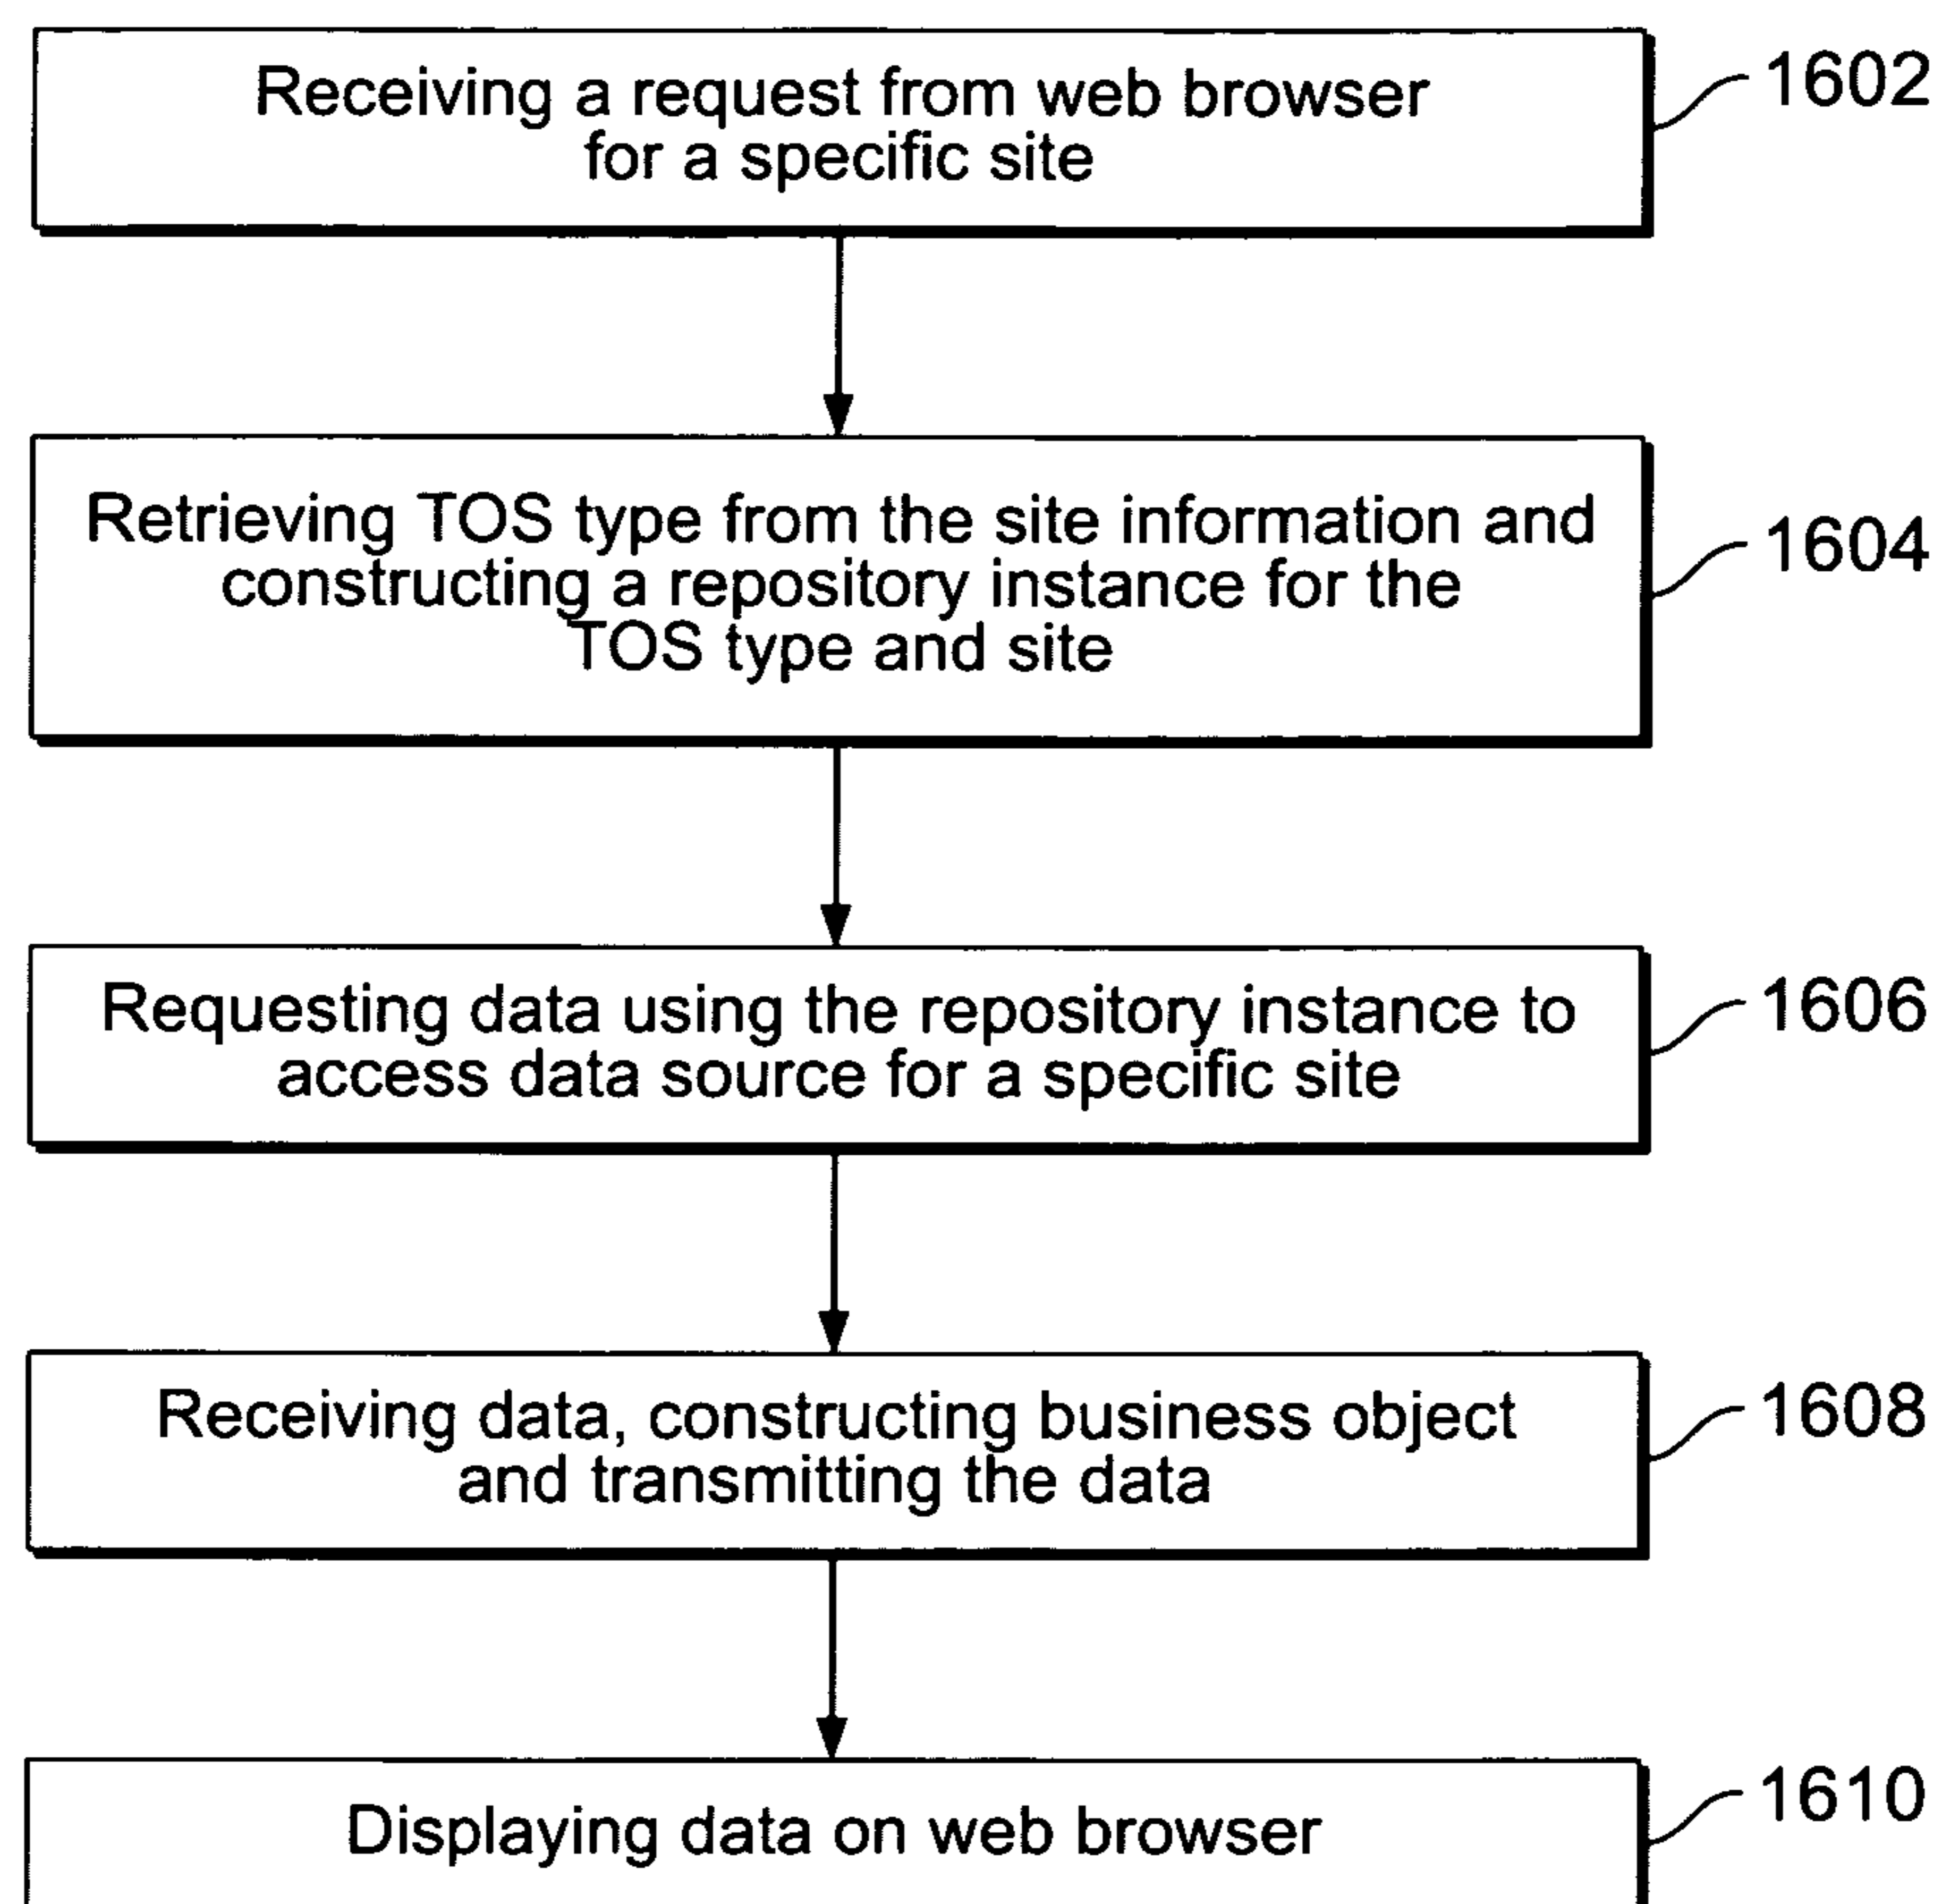 Receiving a request from web browser
for a specific site
1602
Retrieving TOS type from the site information and
constructing a repository instance for the
TOS type and site
1604
Requesting data using the repository instance to
access data source for a specific site
1606
Receiving data, constructing business object
and transmitting the data
1608
Displaying data on web browser
1610